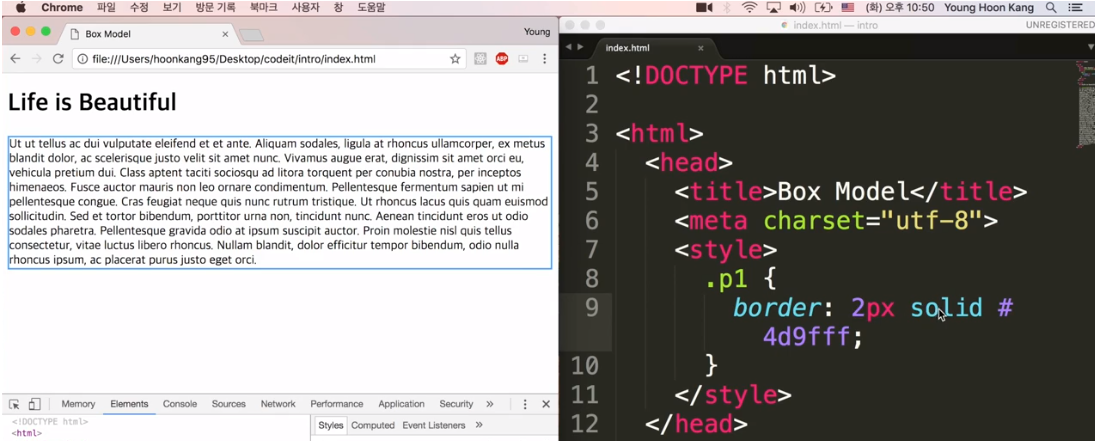 Chrome 파일 수정 보기 방문 기록 북마크 사용자 창 도움말 (화) 오후 10:50 Young Hoon Kang
Box Model Young
file:///Users/hoonkang95/Desktop/codeit/intro/index.html ABP
Life is Beautiful
Ut ut tellus ac dui vulputate eleifend et et ante. Aliquam sodales, ligula at rhoncus ullamcorper, ex metus
blandit dolor, ac scelerisque justo velit sit amet nunc. Vivamus augue erat, dignissim sit amet orci eu,
vehicula pretium dui. Class aptent taciti sociosqu ad litora torquent per conubia nostra, per inceptos
himenaeos. Fusce auctor mauris non leo ornare condimentum. Pellentesque fermentum sapien ut mi
pellentesque congue. Cras feugiat neque quis nunc rutrum tristique. Ut rhoncus lacus quis quam euismod
sollicitudin. Sed et tortor bibendum, porttitor urna non, tincidunt nunc. Aenean tincidunt eros ut odio
sodales pharetra. Pellentesque gravida odio at ipsum suscipit auctor. Proin molestie nisl quis tellus
consectetur, vitae luctus libero rhoncus. Nullam blandit, dolor efficitur tempor bibendum, odio nulla
rhoncus ipsum, ac placerat purus justo eget orci.
Memory Elements Console Sources Network Performance Application Security »
<!DOCTYPE html>
<html>
Styles Computed Event Listeners »
index.html — intro UNREGISTERED
index.html
1 <!DOCTYPE html>
2
3 <html>
4 <head>
5 <title>Box Model</title>
6 <meta charset="utf-8">
7 <style>
8 .p1 {
9 border: 2px solid #
4d9fff;
10 }
11 </style>
12 </head>